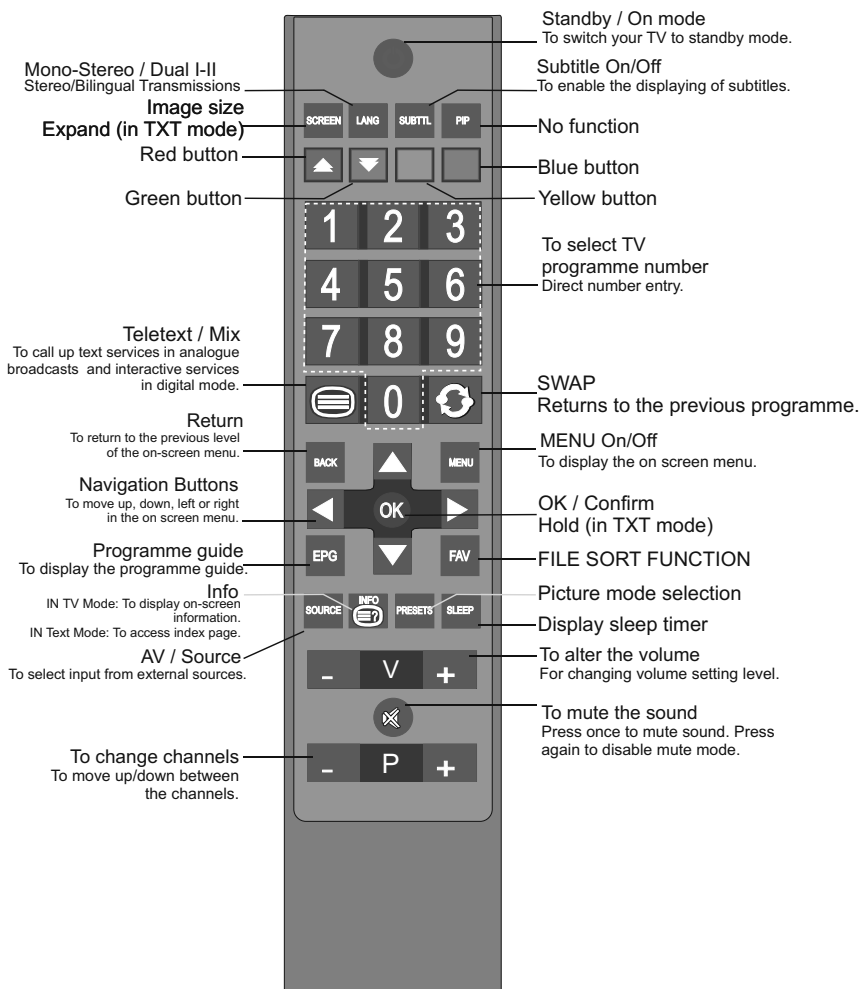 Standby / On mode
To switch your TV to standby mode.
Mono-Stereo / Dual I-II
Stereo/Bilingual Transmissions
Subtitle On/Off
To enable the displaying of subtitles.
Image size
Expand (in TXT mode)
SCREEN LANG SUBTTL PIP
No function
Red button
Blue button
Green button
Yellow button
1 2 3
To select TV
programme number
Direct number entry.
4 5 6
7 8 9
Teletext / Mix
To call up text services in analogue
broadcasts and interactive services
in digital mode.
0
SWAP
Returns to the previous programme.
Return
To return to the previous level
of the on-screen menu.
BACK MENU
MENU On/Off
To display the on screen menu.
Navigation Buttons
To move up, down, left or right
in the on screen menu.
OK
OK / Confirm
Hold (in TXT mode)
Programme guide
To display the programme guide.
EPG FAV
FILE SORT FUNCTION
Info
IN TV Mode: To display on-screen
information.
IN Text Mode: To access index page.
SOURCE INFO ? PRESETS SLEEP
Picture mode selection
Display sleep timer
AV / Source
To select input from external sources.
- V +
To alter the volume
For changing volume setting level.
To mute the sound
Press once to mute sound. Press
again to disable mute mode.
To change channels
To move up/down between
the channels.
- P +